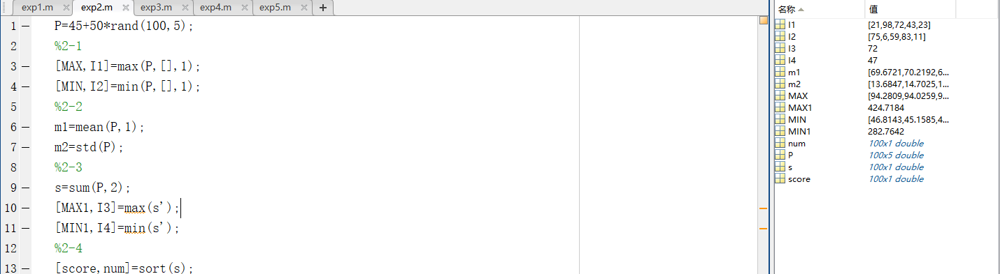 exp1.m exp2.m exp3.m exp4.m exp5.m
1 P=45+50*rand(100,5);
2 %2-1
3 [MAX,I1]=max(P,[],1);
4 [MIN,I2]=min(P,[],1);
5 %2-2
6 m1=mean(P,1);
7 m2=std(P);
8 %2-3
9 s=sum(P,2);
10 [MAX1,I3]=max(s');
11 [MIN1,I4]=min(s');
12 %2-4
13 [score,num]=sort(s);
名称 值
I1 [21,98,72,43,23]
I2 [75,6,59,83,11]
I3 72
I4 47
m1 [69.6721,70.2192,6...
m2 [13.6847,14.7025,1...
MAX [94.2809,94.0259,9...
MAX1 424.7184
MIN [46.8143,45.1585,4...
MIN1 282.7642
num 100x1 double
P 100x5 double
s 100x1 double
score 100x1 double